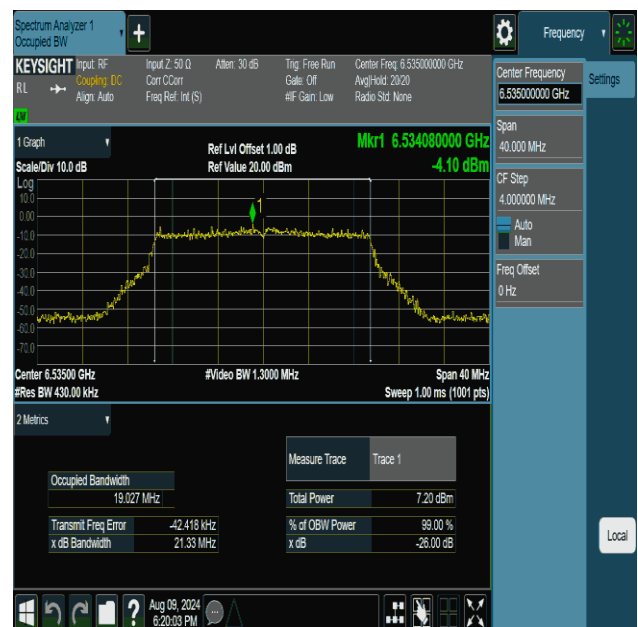 Spectrum Analyzer 1
Occupied BW
+
Frequency
KEYSIGHT Input: RF Input Z: 50 Ω Atten: 30 dB Trig: Free Run Center Freq: 6.535000000 GHz
RL Coupling: DC Corr CCorr Gate: Off Avg|Hold: 20/20
Align: Auto Freq Ref: Int (S) #IF Gain: Low Radio Std: None
LW
Center Frequency
6.535000000 GHz
Settings
Span
40.000 MHz
CF Step
4.000000 MHz
Auto
Man
Freq Offset
0 Hz
Local
1 Graph
Ref Lvl Offset 1.00 dB
Mkr1 6.534080000 GHz
Scale/Div 10.0 dB
Ref Value 20.00 dBm
-4.10 dBm
Log
10.0
0.00
-10.0
-20.0
-30.0
-40.0
-50.0
-60.0
-70.0
1
Center 6.53500 GHz #Video BW 1.3000 MHz Span 40 MHz
#Res BW 430.00 kHz Sweep 1.00 ms (1001 pts)
2 Metrics
Measure Trace Trace 1
Occupied Bandwidth
19.027 MHz
Total Power 7.20 dBm
Transmit Freq Error -42.418 kHz % of OBW Power 99.00 %
x dB Bandwidth 21.33 MHz x dB -26.00 dB
?
Aug 09, 2024
6:20:03 PM